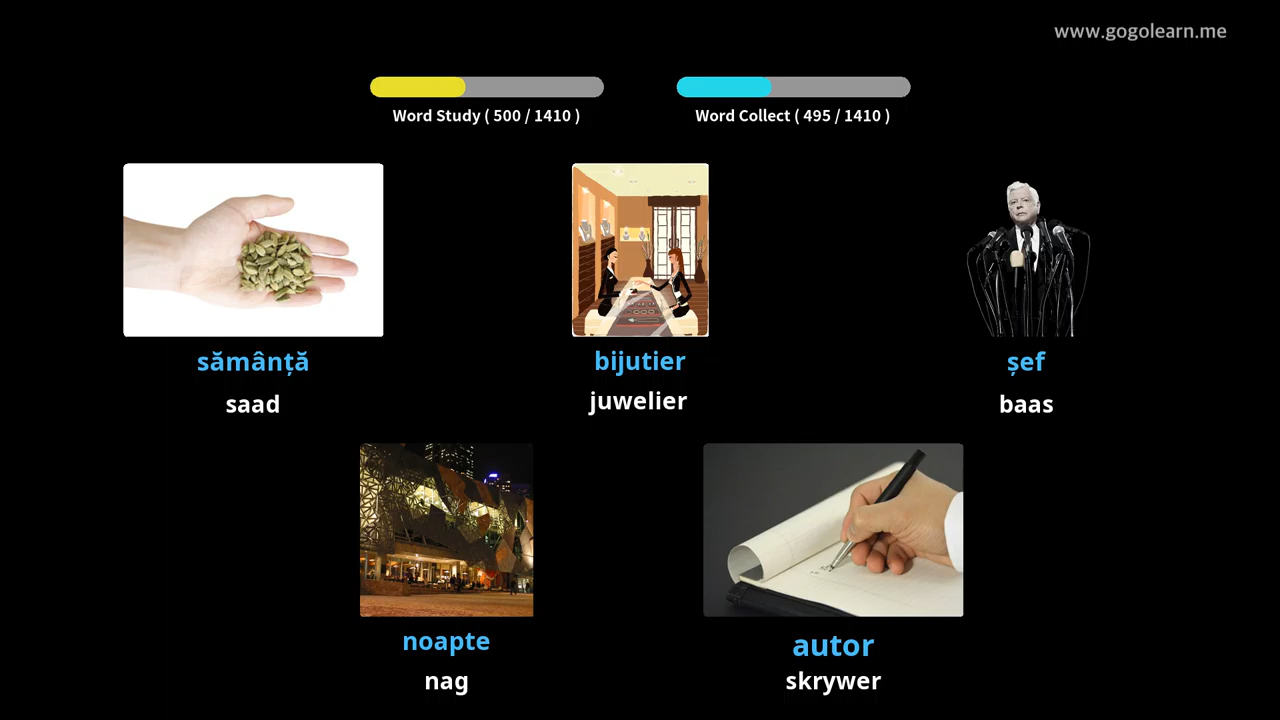 www.gogolearn.me
Word Study ( 500 / 1410 )
Word Collect ( 495 / 1410 )
sămânță
saad
bijutier
juwelier
șef
baas
noapte
nag
autor
skrywer